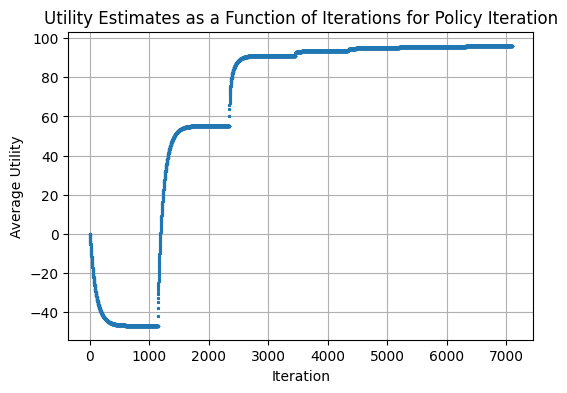 Utility Estimates as a Function of Iterations for Policy Iteration
100
80
60
40
20
0
−20
−40
Average Utility
0 1000 2000 3000 4000 5000 6000 7000
Iteration